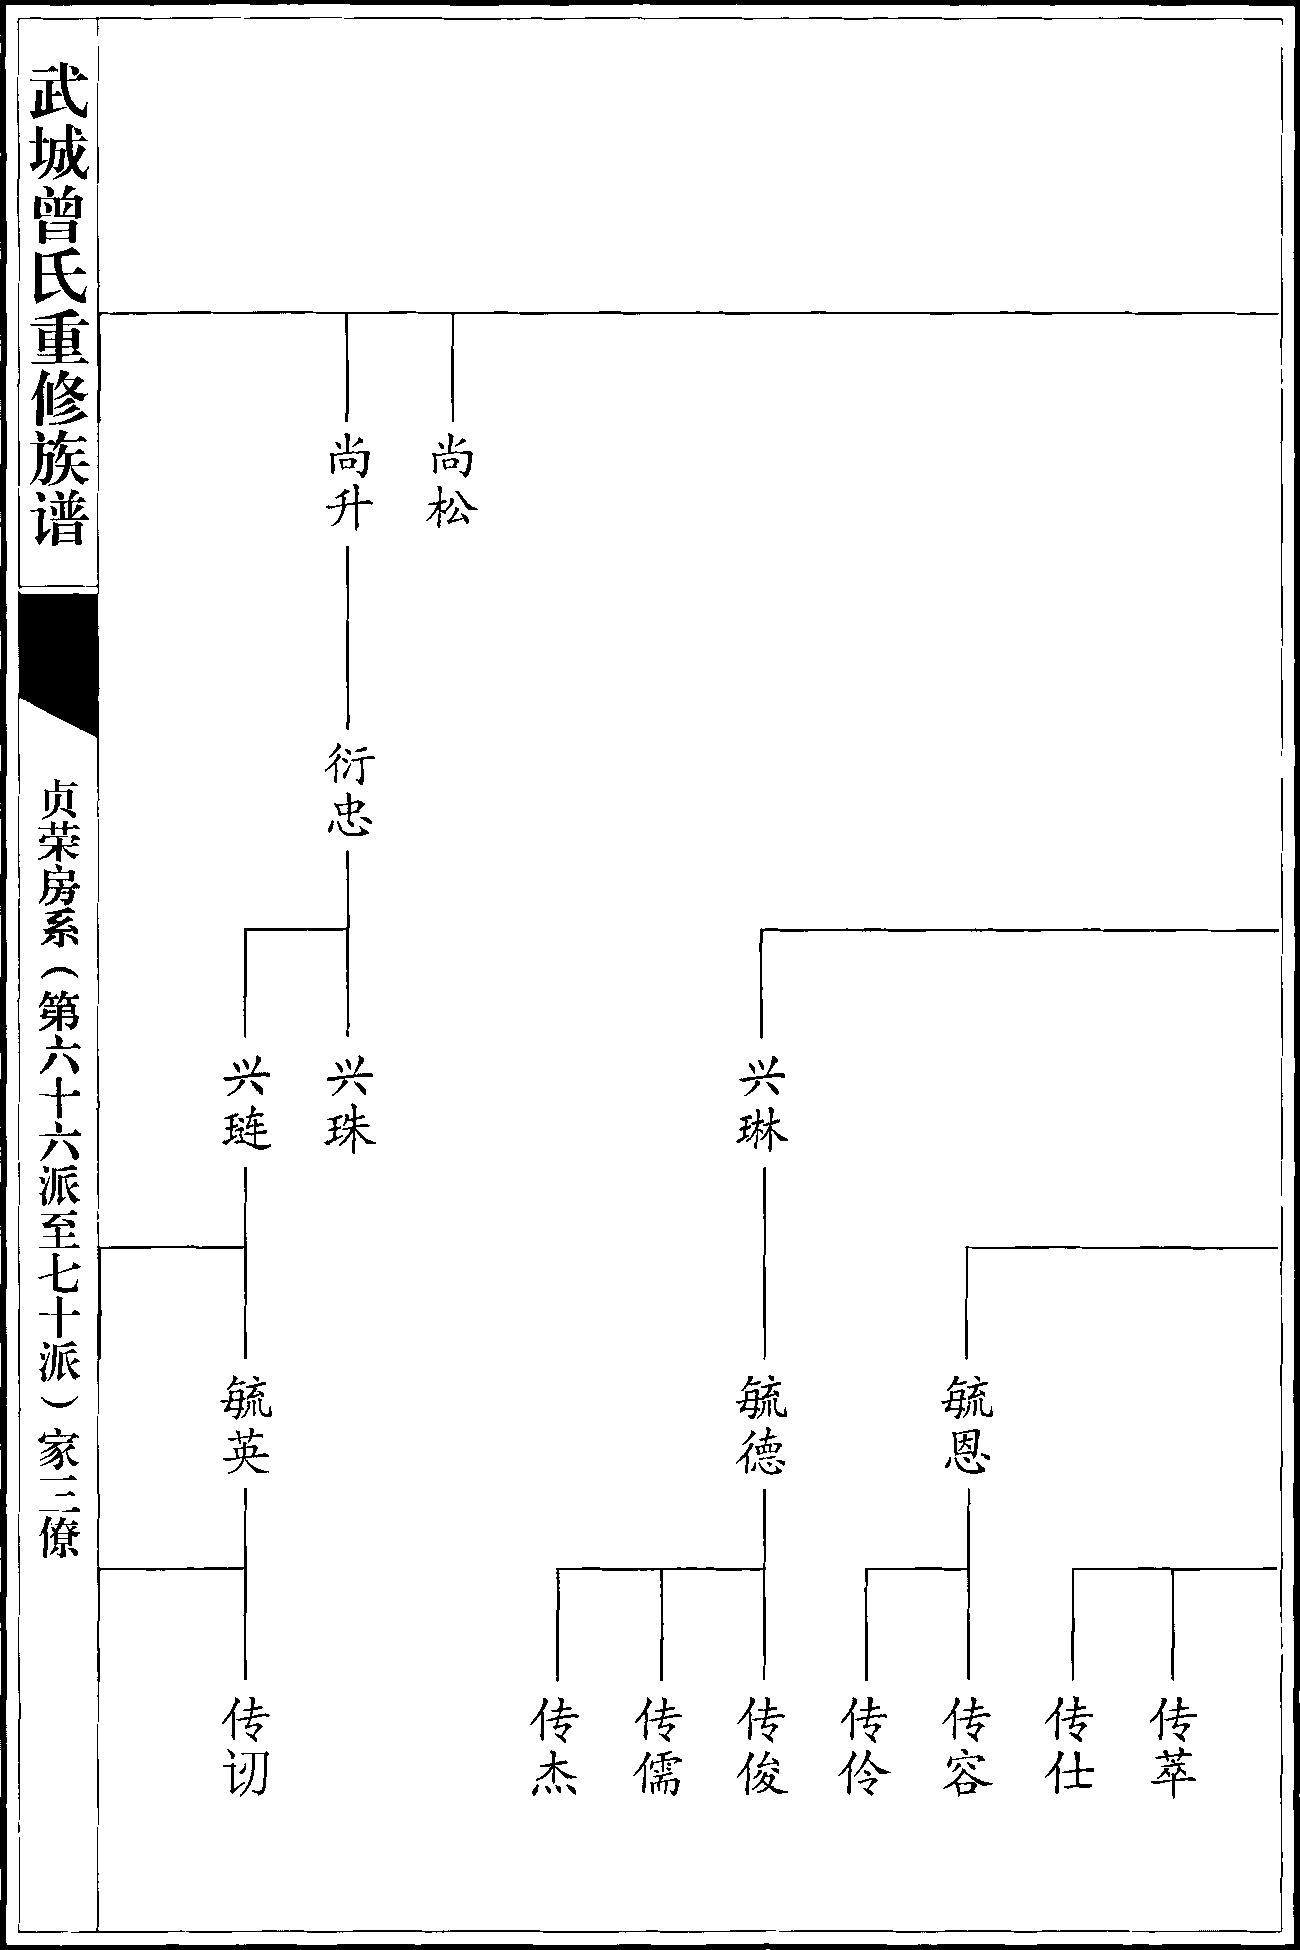 武城曾氏重修族谱
贞荣房系（第六十六派至七十派）家三僚
尚松
尚升
衍忠
兴琳
兴珠
兴琏
毓恩
毓德
毓英
传萃
传仕
传容
传伶
传俊
传儒
传杰
传讱